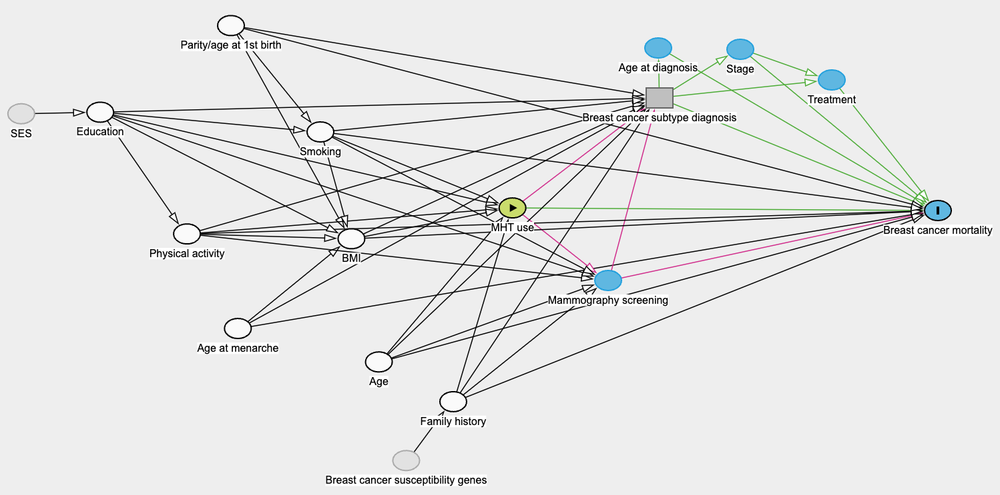 Parity/age at 1st birth
Age at diagnosis
Stage
Treatment
Breast cancer subtype diagnosis
SES
Education
Smoking
MHT use
Breast cancer mortality
Physical activity
BMI
Mammography screening
Age at menarche
Age
Family history
Breast cancer susceptibility genes